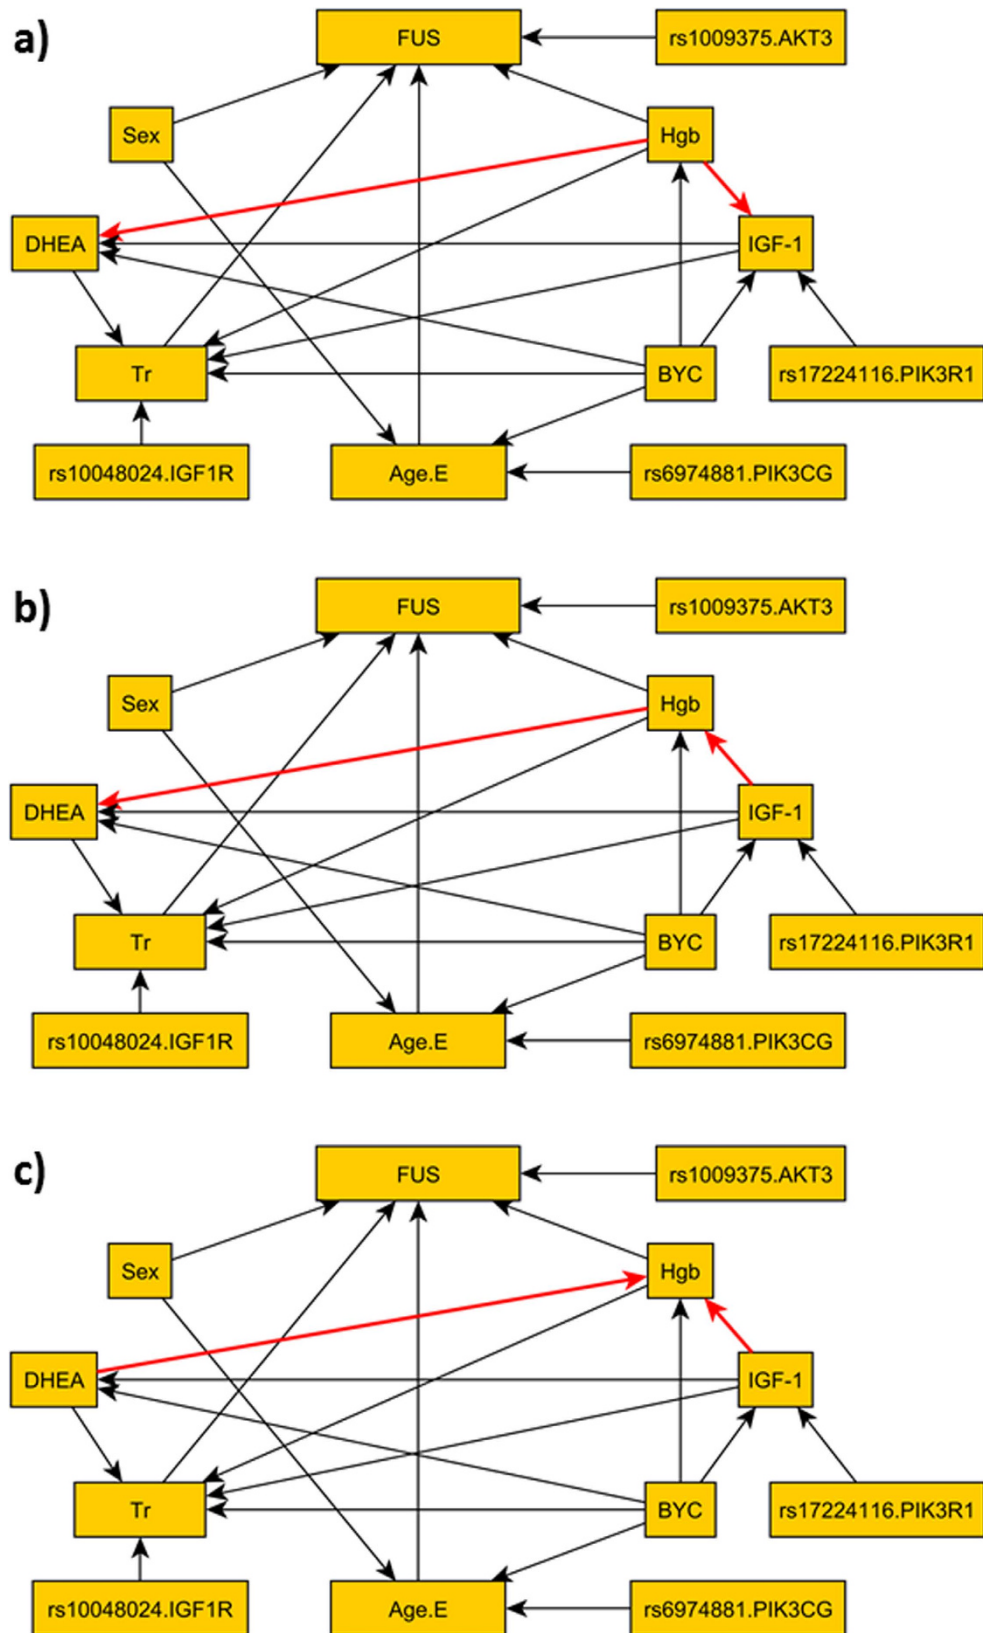 a)
FUS
rs1009375.AKT3
Sex
Hgb
DHEA
IGF-1
Tr
BYC
rs17224116.PIK3R1
rs10048024.IGF1R
Age.E
rs6974881.PIK3CG
b)
FUS
rs1009375.AKT3
Sex
Hgb
DHEA
IGF-1
Tr
BYC
rs17224116.PIK3R1
rs10048024.IGF1R
Age.E
rs6974881.PIK3CG
c)
FUS
rs1009375.AKT3
Sex
Hgb
DHEA
IGF-1
Tr
BYC
rs17224116.PIK3R1
rs10048024.IGF1R
Age.E
rs6974881.PIK3CG